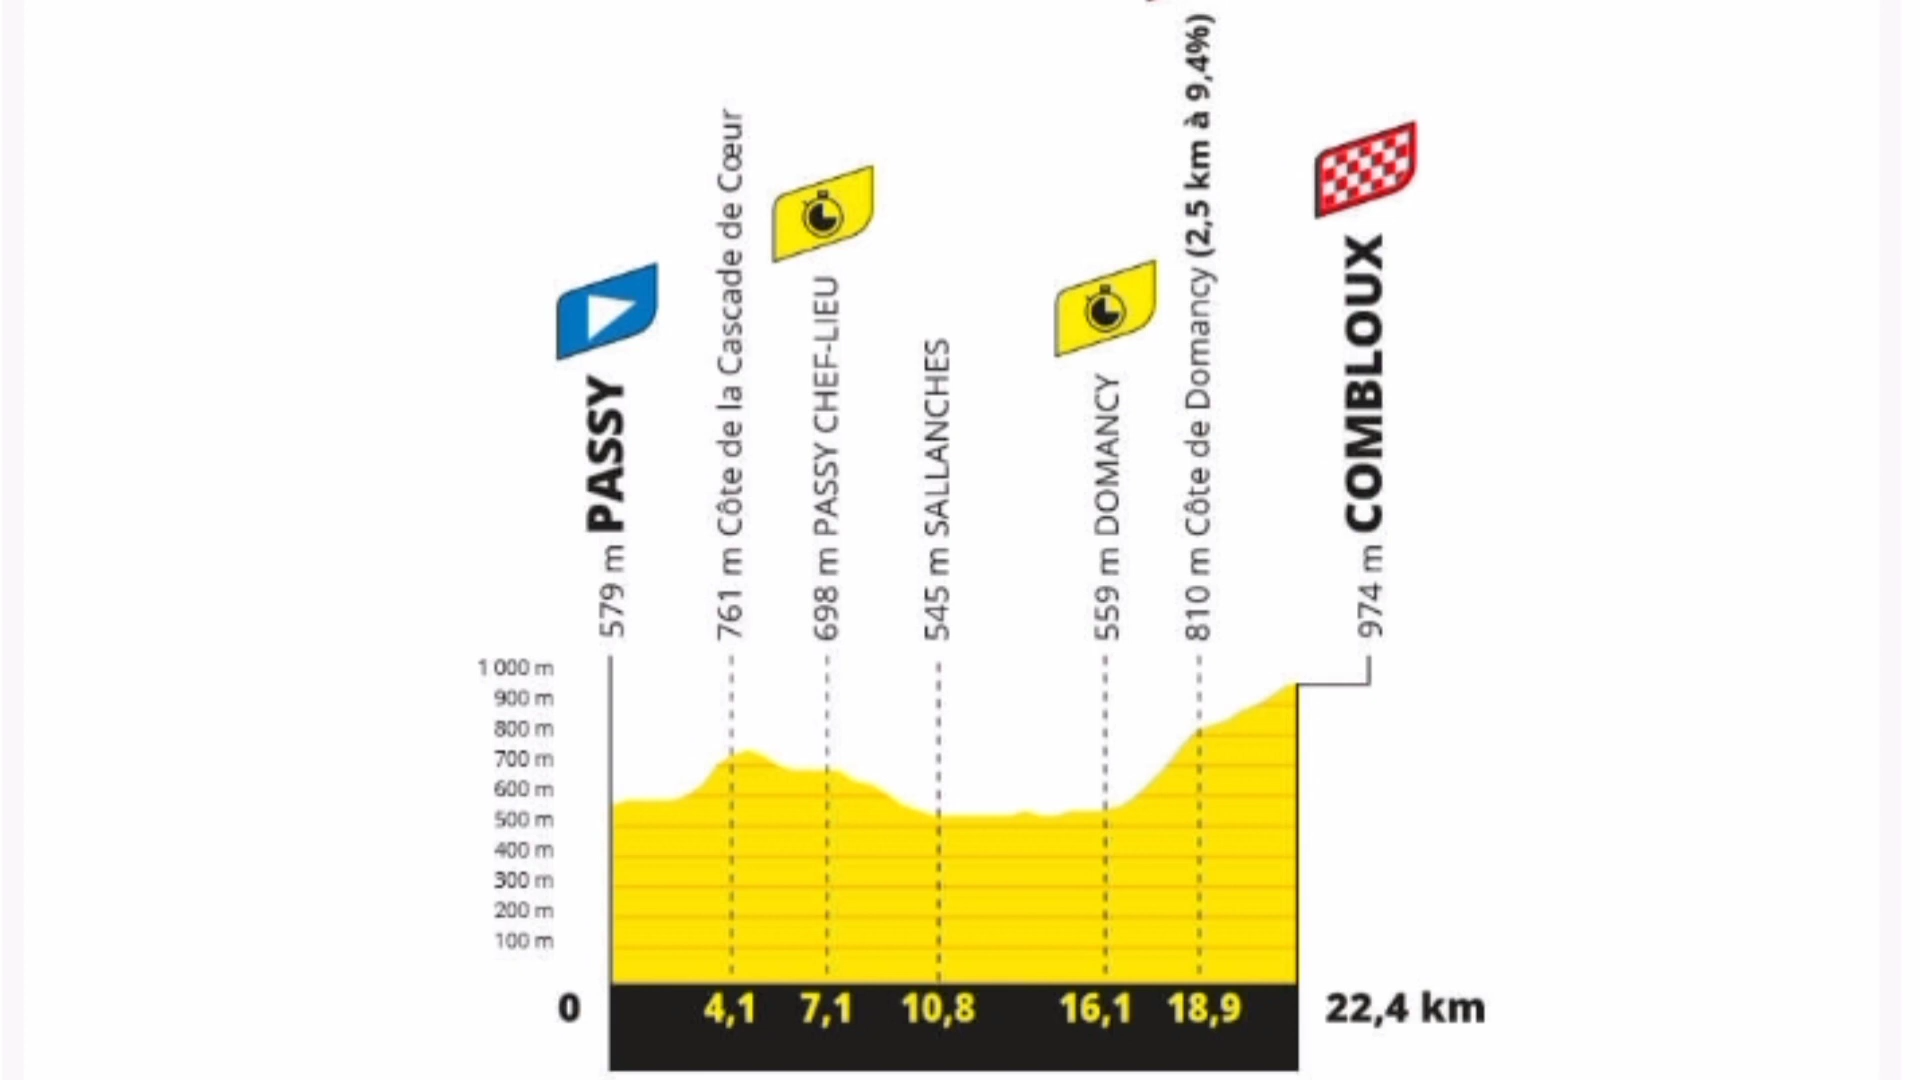 579 m PASSY
761 m Côte de la Cascade de Cœur
698 m PASSY CHEF-LIEU
545 m SALLANCHES
559 m DOMANCY
810 m Côte de Domancy (2,5 km à 9,4%)
974 m COMBLOUX
1 000 m
900 m
800 m
700 m
600 m
500 m
400 m
300 m
200 m
100 m
0 4,1 7,1 10,8 16,1 18,9 22,4 km